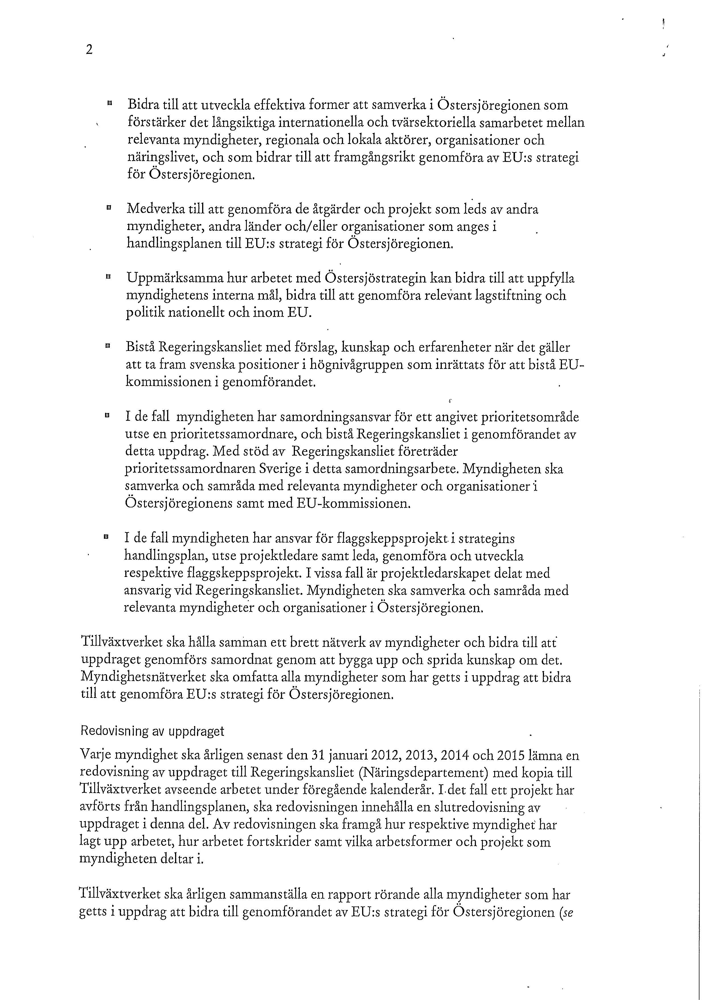 2
▪ Bidra till att utveckla effektiva former att samverka i Östersjöregionen som
förstärker det långsiktiga internationella och tvärsektoriella samarbetet mellan
relevanta myndigheter, regionala och lokala aktörer, organisationer och
näringslivet, och som bidrar till att framgångsrikt genomföra av EU:s strategi
för Östersjöregionen.
▪ Medverka till att genomföra de åtgärder och projekt som leds av andra
myndigheter, andra länder och/eller organisationer som anges i
handlingsplanen till EU:s strategi för Östersjöregionen.
▪ Uppmärksamma hur arbetet med Östersjöstrategin kan bidra till att uppfylla
myndighetens interna mål, bidra till att genomföra relevant lagstiftning och
politik nationellt och inom EU.
▪ Bistå Regeringskansliet med förslag, kunskap och erfarenheter när det gäller
att ta fram svenska positioner i högnivågruppen som inrättats för att bistå EU-
kommissionen i genomförandet.
▪ I de fall myndigheten har samordningsansvar för ett angivet prioritetsområde
utse en prioritetssamordnare, och bistå Regeringskansliet i genomförandet av
detta uppdrag. Med stöd av Regeringskansliet företräder
prioritetssamordnaren Sverige i detta samordningsarbete. Myndigheten ska
samverka och samråda med relevanta myndigheter och organisationer i
Östersjöregionens samt med EU-kommissionen.
▪ I de fall myndigheten har ansvar för flaggskeppsprojekt i strategins
handlingsplan, utse projektledare samt leda, genomföra och utveckla
respektive flaggskeppsprojekt. I vissa fall är projektledarskapet delat med
ansvarig vid Regeringskansliet. Myndigheten ska samverka och samråda med
relevanta myndigheter och organisationer i Östersjöregionen.
Tillväxtverket ska hålla samman ett brett nätverk av myndigheter och bidra till att
uppdraget genomförs samordnat genom att bygga upp och sprida kunskap om det.
Myndighetsnätverket ska omfatta alla myndigheter som har getts i uppdrag att bidra
till att genomföra EU:s strategi för Östersjöregionen.
Redovisning av uppdraget
Varje myndighet ska årligen senast den 31 januari 2012, 2013, 2014 och 2015 lämna en
redovisning av uppdraget till Regeringskansliet (Näringsdepartement) med kopia till
Tillväxtverket avseende arbetet under föregående kalenderår. I det fall ett projekt har
avförts från handlingsplanen, ska redovisningen innehålla en slutredovisning av
uppdraget i denna del. Av redovisningen ska framgå hur respektive myndighet har
lagt upp arbetet, hur arbetet fortskrider samt vilka arbetsformer och projekt som
myndigheten deltar i.
Tillväxtverket ska årligen sammanställa en rapport rörande alla myndigheter som har
getts i uppdrag att bidra till genomförandet av EU:s strategi för Östersjöregionen (se